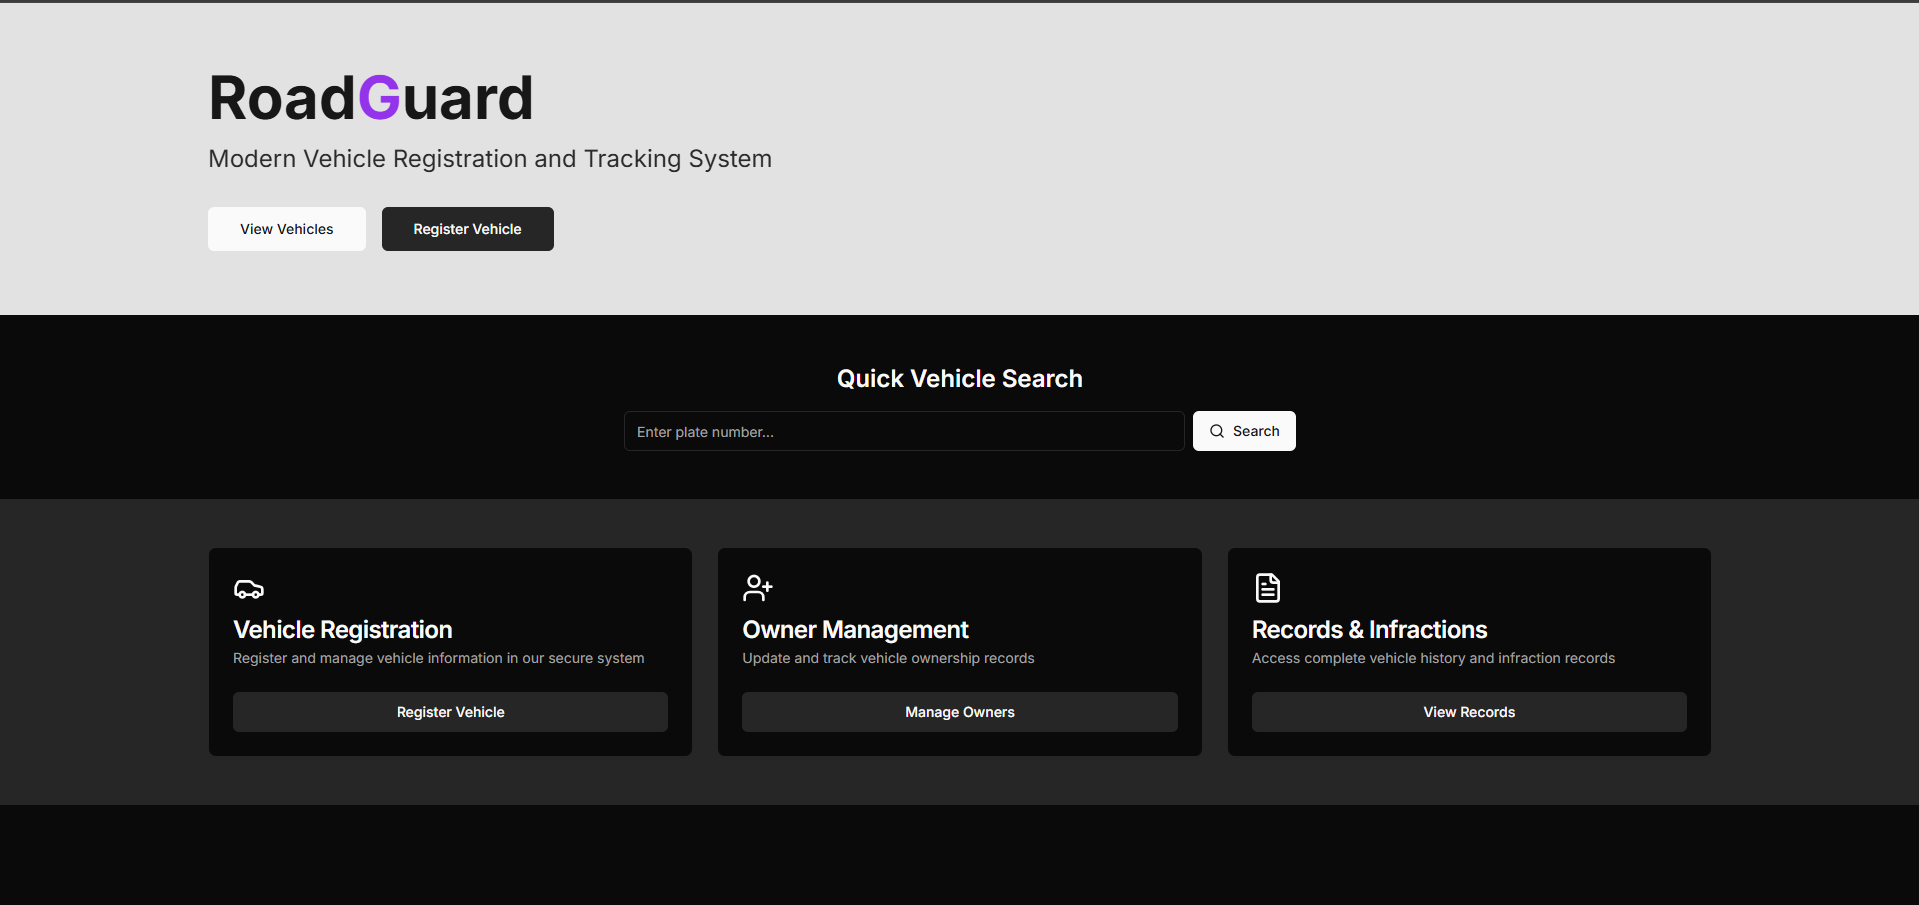 RoadGuard
Modern Vehicle Registration and Tracking System
View Vehicles
Register Vehicle
Quick Vehicle Search
Enter plate number...
Search
Vehicle Registration
Register and manage vehicle information in our secure system
Register Vehicle
Owner Management
Update and track vehicle ownership records
Manage Owners
Records & Infractions
Access complete vehicle history and infraction records
View Records